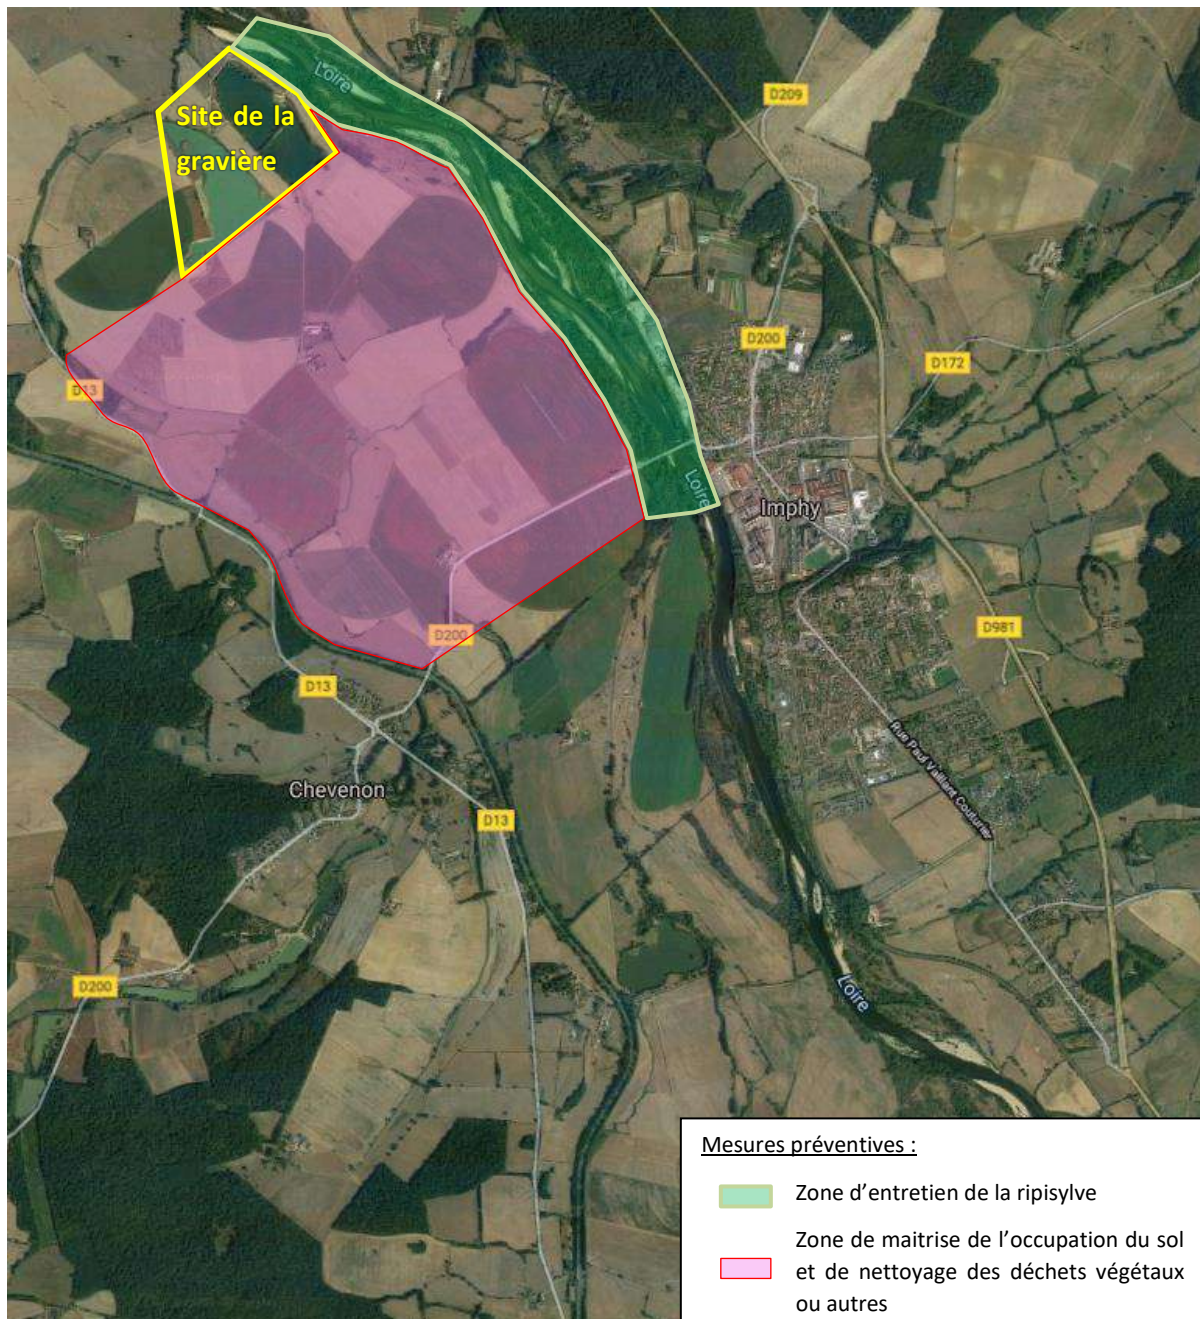 Loire
D209
Site de la
gravière
D200
D172
D13
Loire
Imphy
D200
D981
D13
Rue Paul Vaillant Couturier
Chevenon
D13
D200
Loire
Mesures préventives :
Zone d’entretien de la ripisylve
Zone de maitrise de l’occupation du sol
et de nettoyage des déchets végétaux
ou autres